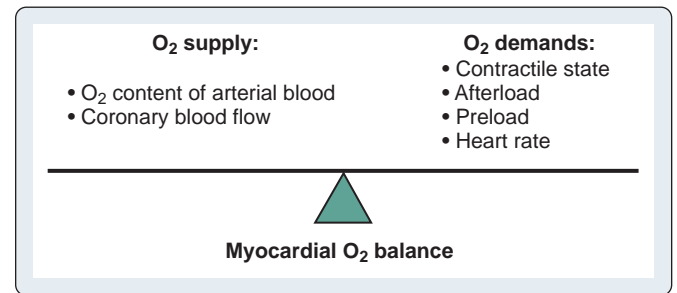 O₂ supply:
• O₂ content of arterial blood
• Coronary blood flow
O₂ demands:
• Contractile state
• Afterload
• Preload
• Heart rate
Myocardial O₂ balance